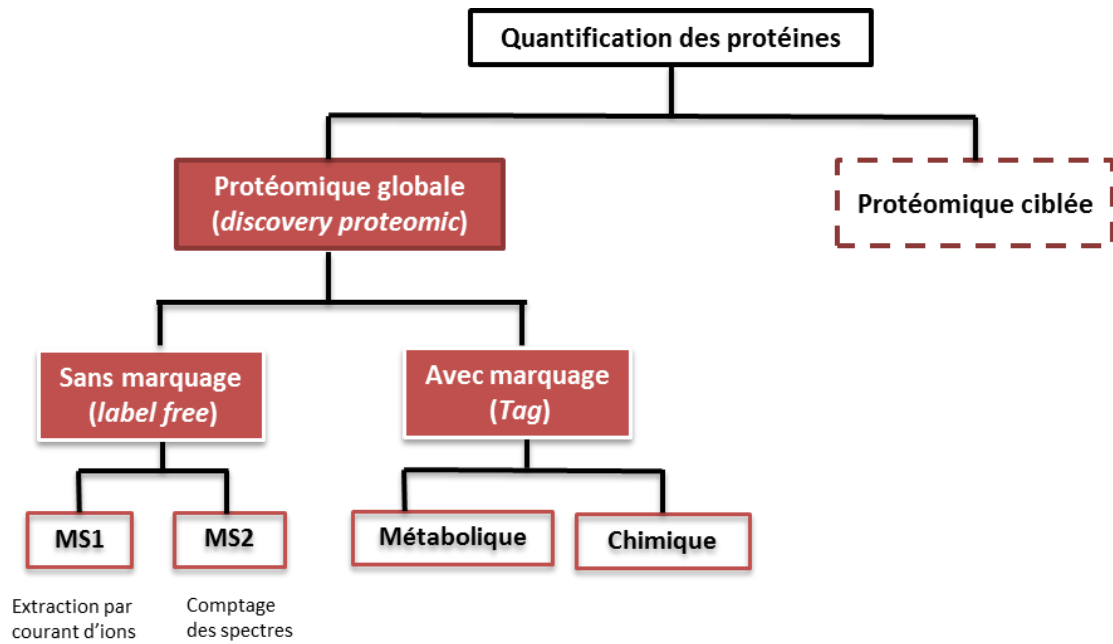 Quantification des protéines
Protéomique globale
(discovery proteomic)
Protéomique ciblée
Sans marquage
(label free)
Avec marquage
(Tag)
MS1
MS2
Métabolique
Chimique
Extraction par
courant d'ions
Comptage
des spectres